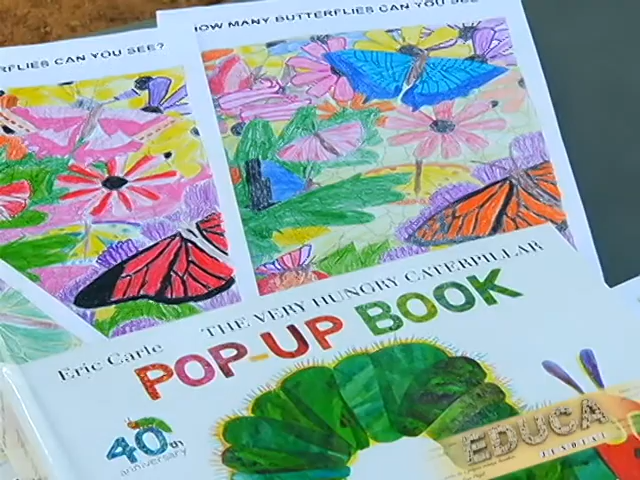 RFLIES CAN YOU SEE?
HOW MANY BUTTERFLIES CAN YOU SEE
Eric Carle
THE VERY HUNGRY CATERPILLAR
POP-UP BOOK
40th
anniversary
EDUCA